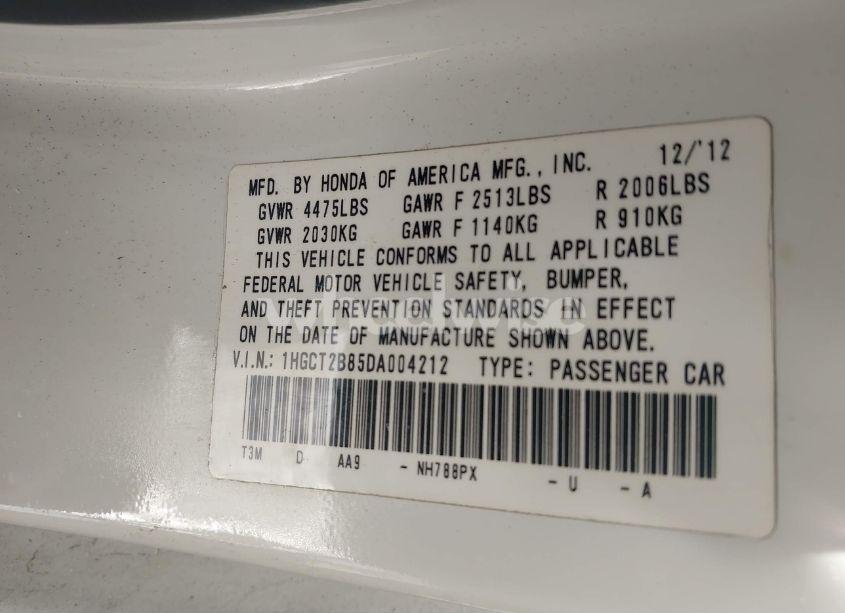 MFD. BY HONDA OF AMERICA MFG., INC. 12/'12
GVWR 4475LBS GAWR F 2513LBS R 2006LBS
GVWR 2030KG GAWR F 1140KG R 910KG
THIS VEHICLE CONFORMS TO ALL APPLICABLE
FEDERAL MOTOR VEHICLE SAFETY, BUMPER,
AND THEFT PREVENTION STANDARDS IN EFFECT
ON THE DATE OF MANUFACTURE SHOWN ABOVE.
V.I.N.: 1HGCT2B85DA004212 TYPE: PASSENGER CAR
T3M D AA9 - NH788PX - U - A